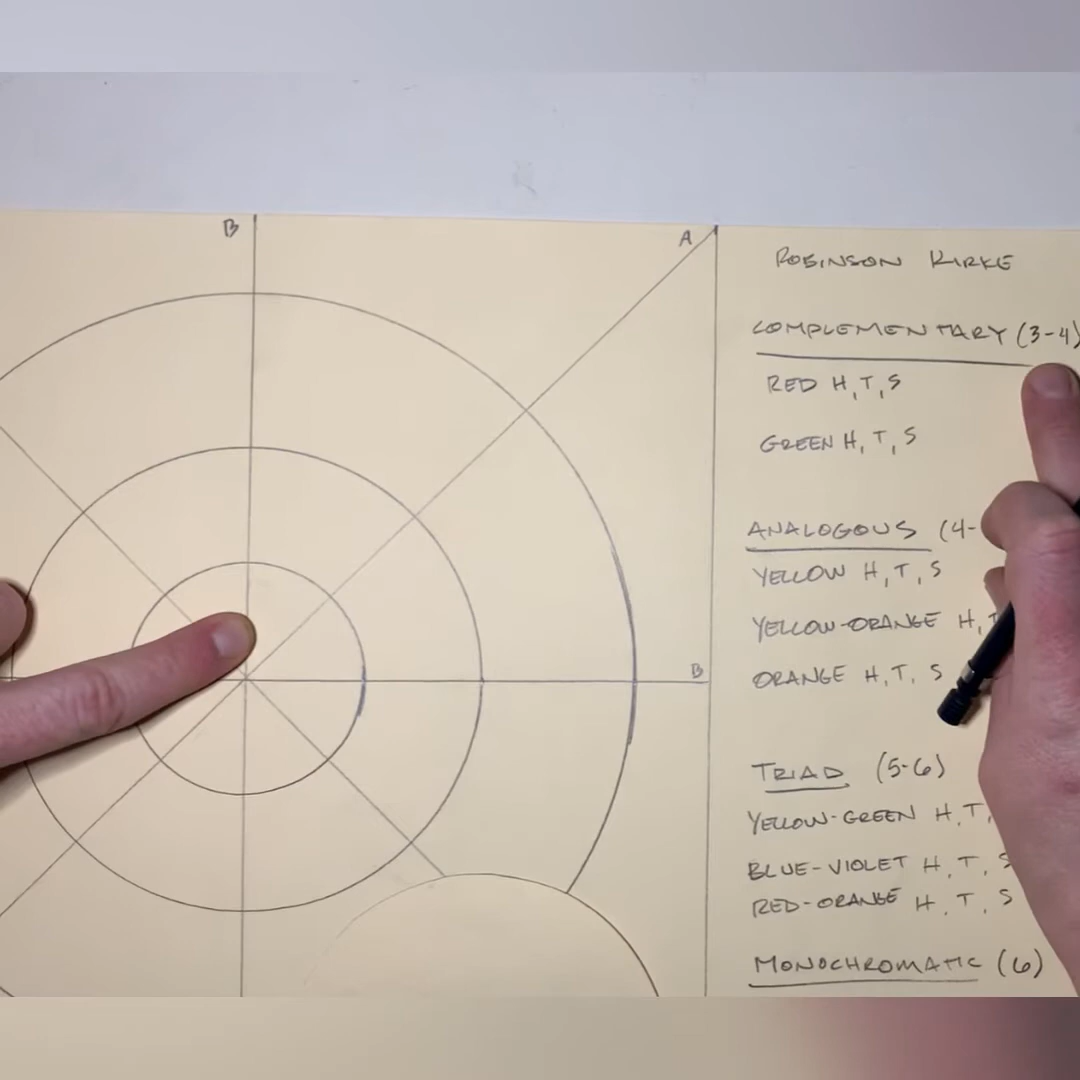 B
A
B
ROBINSON KIRKE
COMPLEMENTARY (3-4)
RED H, T, S
GREEN H, T, S
ANALOGOUS (4-
YELLOW H, T, S
YELLOW-ORANGE H, T
ORANGE H, T, S
TRIAD (5-6)
YELLOW-GREEN H, T,
BLUE-VIOLET H, T, S
RED-ORANGE H, T, S
MONOCHROMATIC (6)